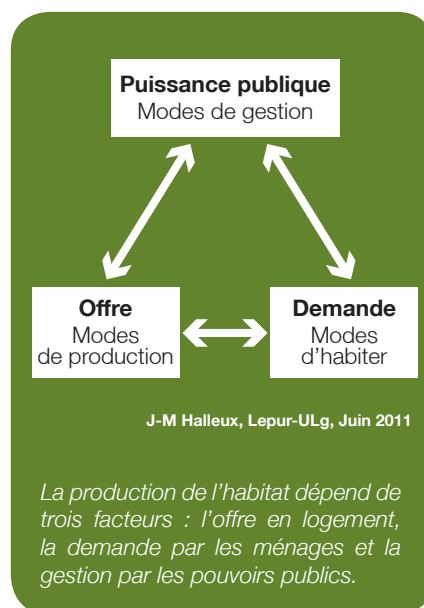 Puissance publique
Modes de gestion
Offre
Modes
de production
Demande
Modes
d'habiter
J-M Halleux, Lepur-ULg, Juin 2011
La production de l'habitat dépend de
trois facteurs : l'offre en logement,
la demande par les ménages et la
gestion par les pouvoirs publics.